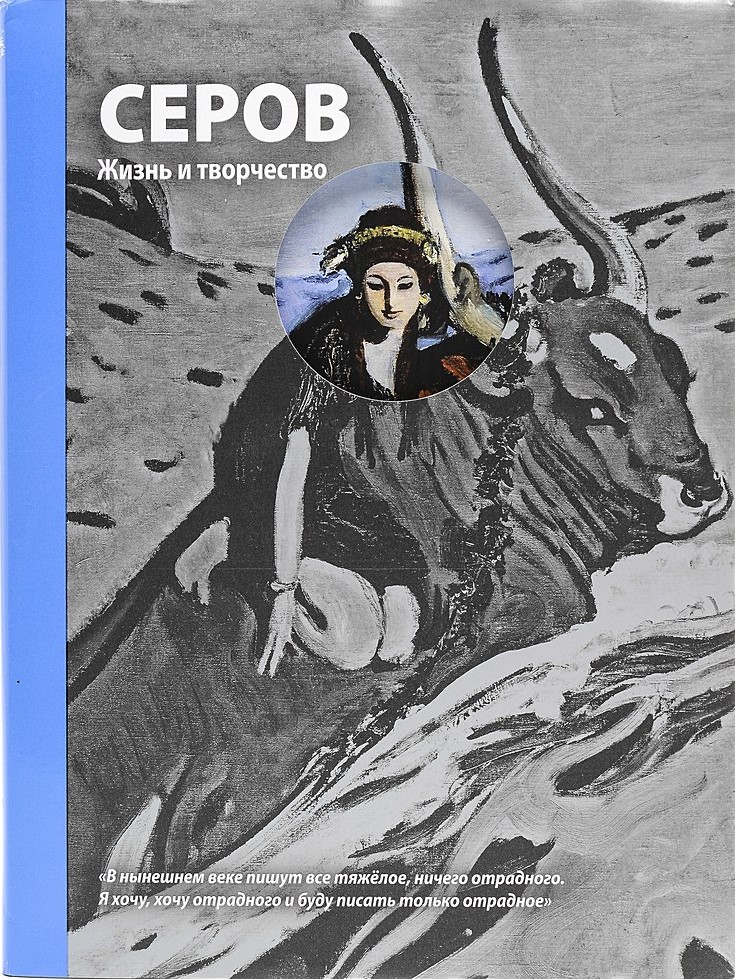 СЕРОВ
Жизнь и творчество
«В нынешнем веке пишут все тяжёлое, ничего отрадного.
Я хочу, хочу отрадного и буду писать только отрадное»